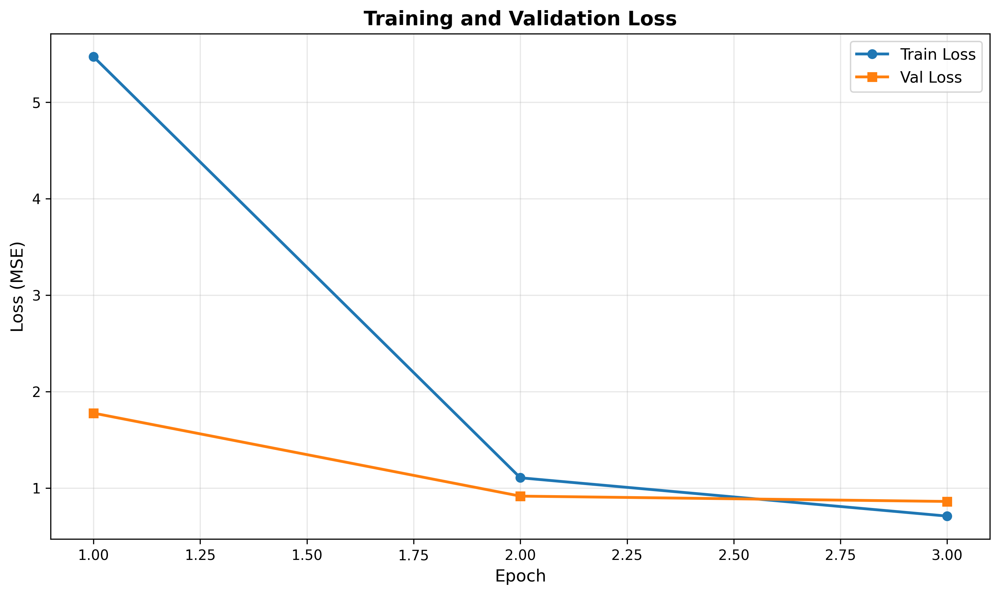 Training and Validation Loss
Train Loss
Val Loss
Loss (MSE)
5
4
3
2
1
1.00 1.25 1.50 1.75 2.00 2.25 2.50 2.75 3.00
Epoch